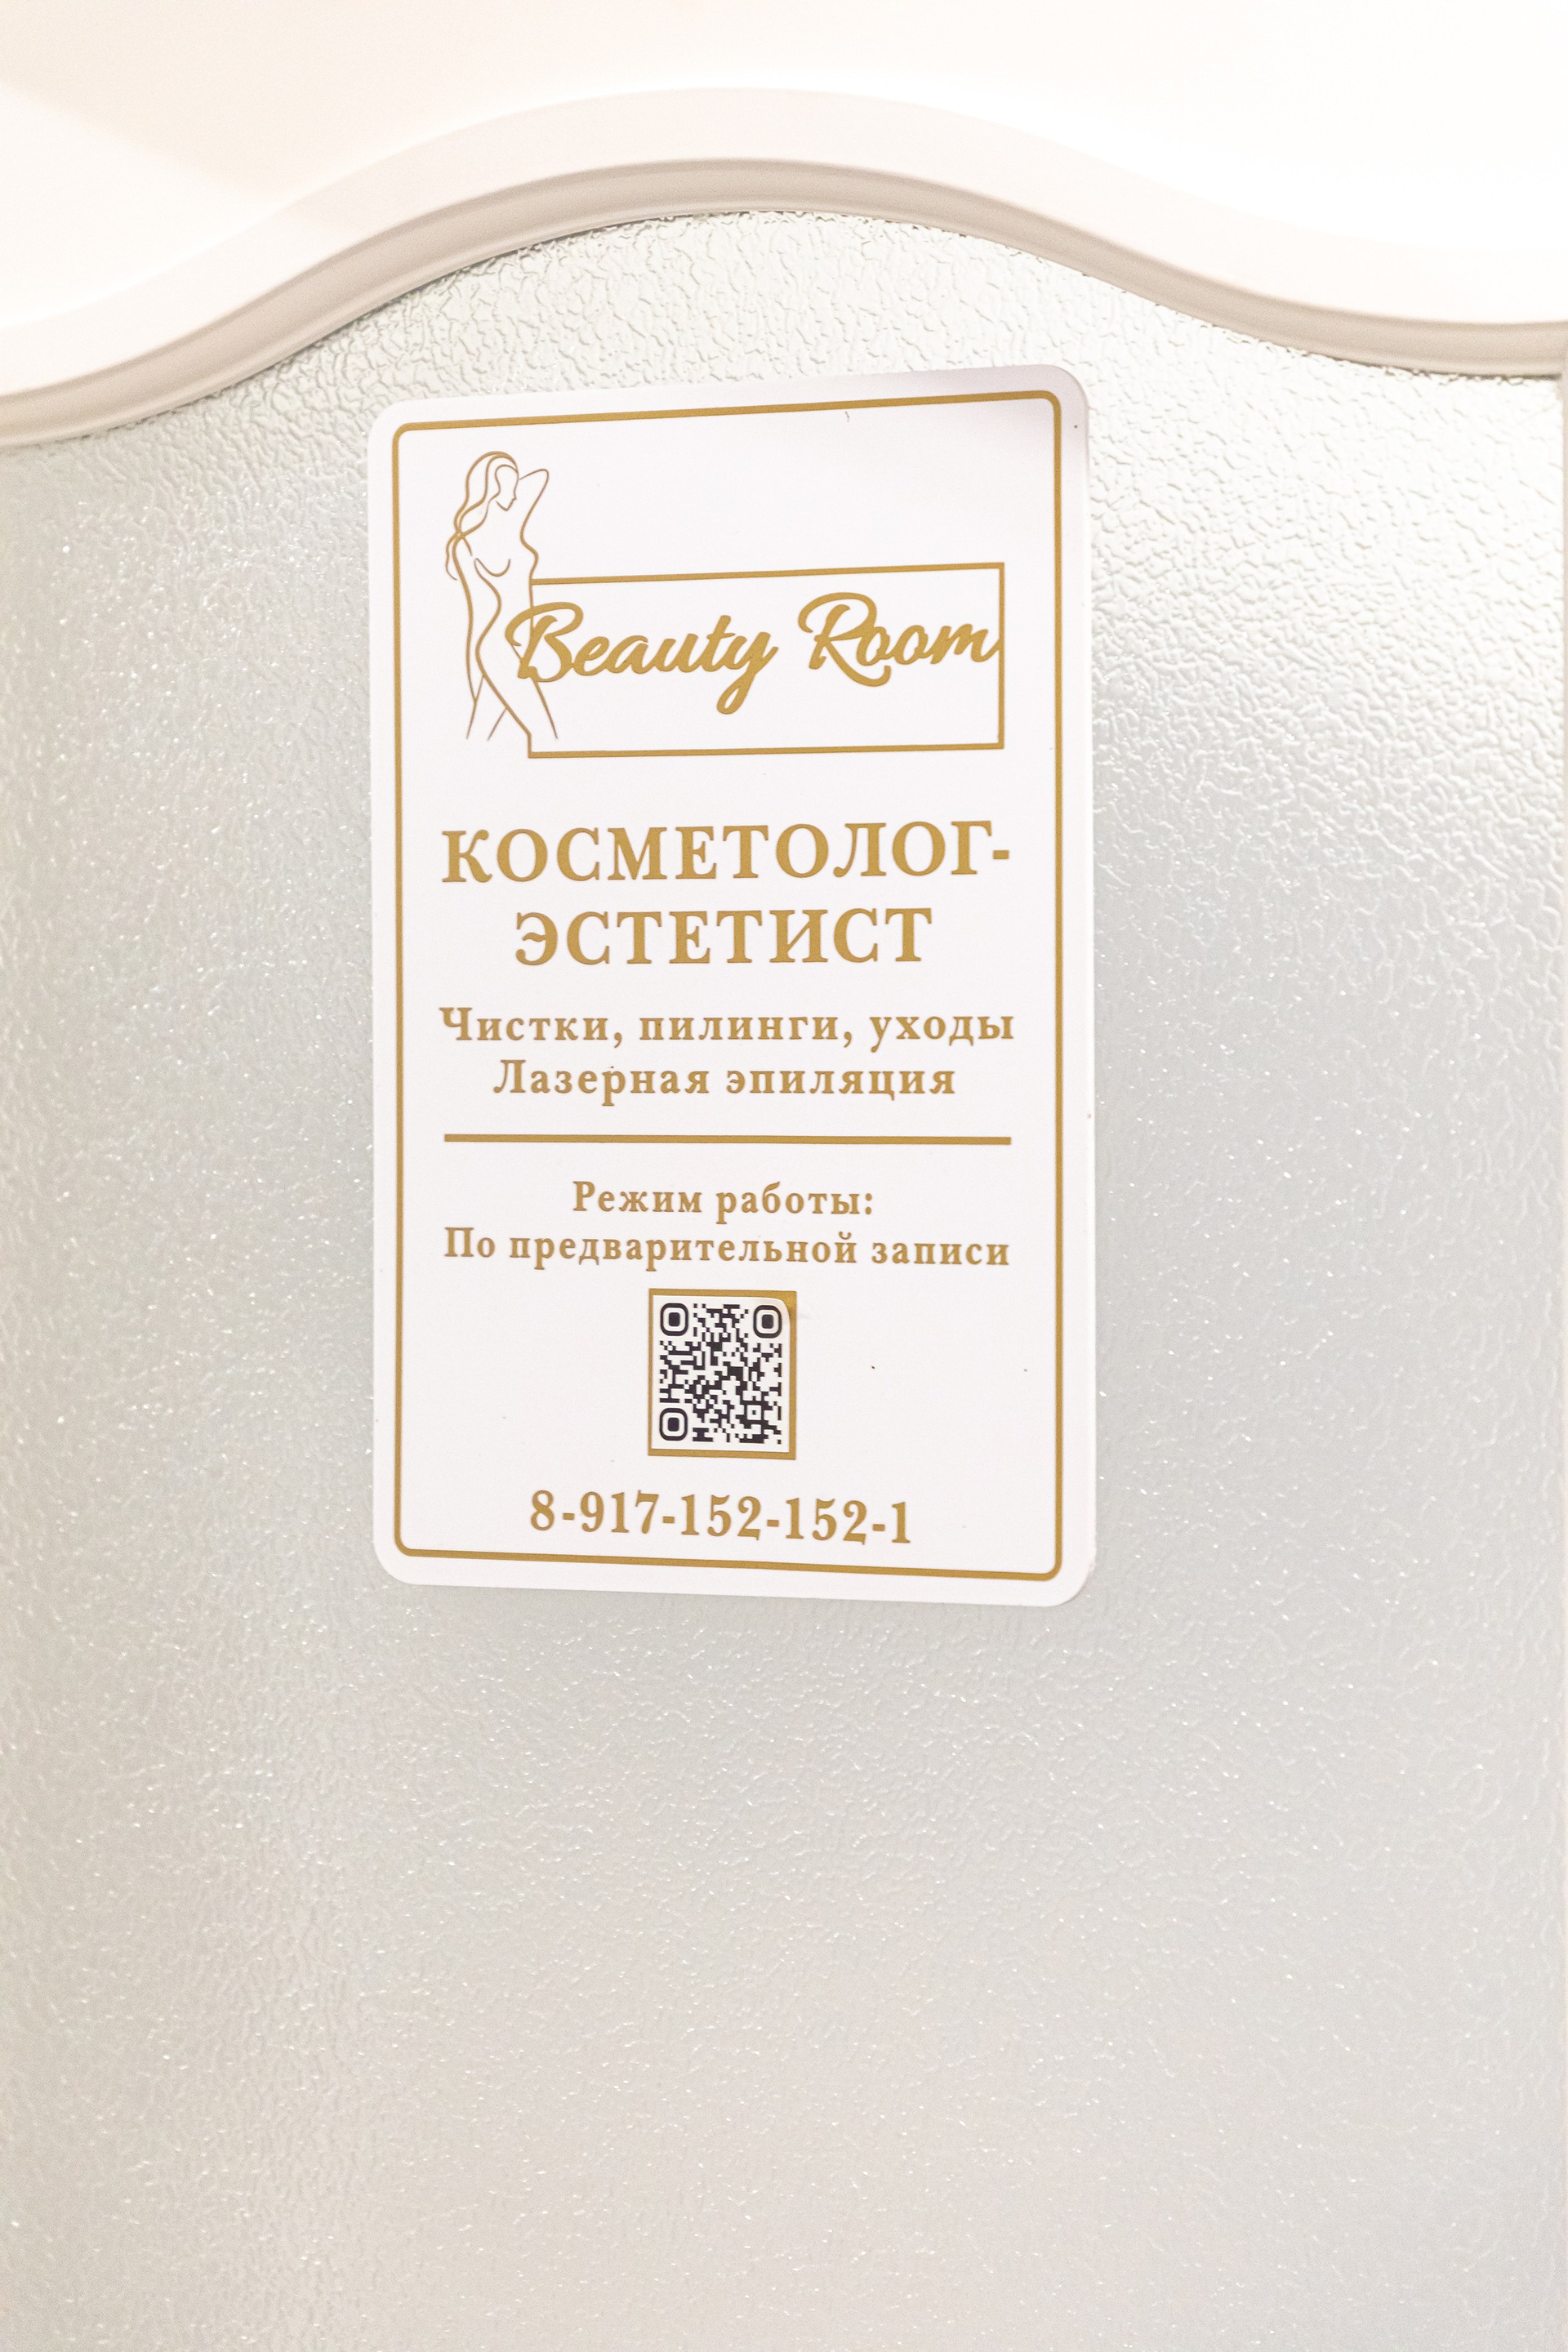 Beauty Room
КОСМЕТОЛОГ-
ЭСТЕТИСТ
Чистки, пилинги, уходы
Лазерная эпиляция
Режим работы:
По предварительной записи
8-917-152-152-1